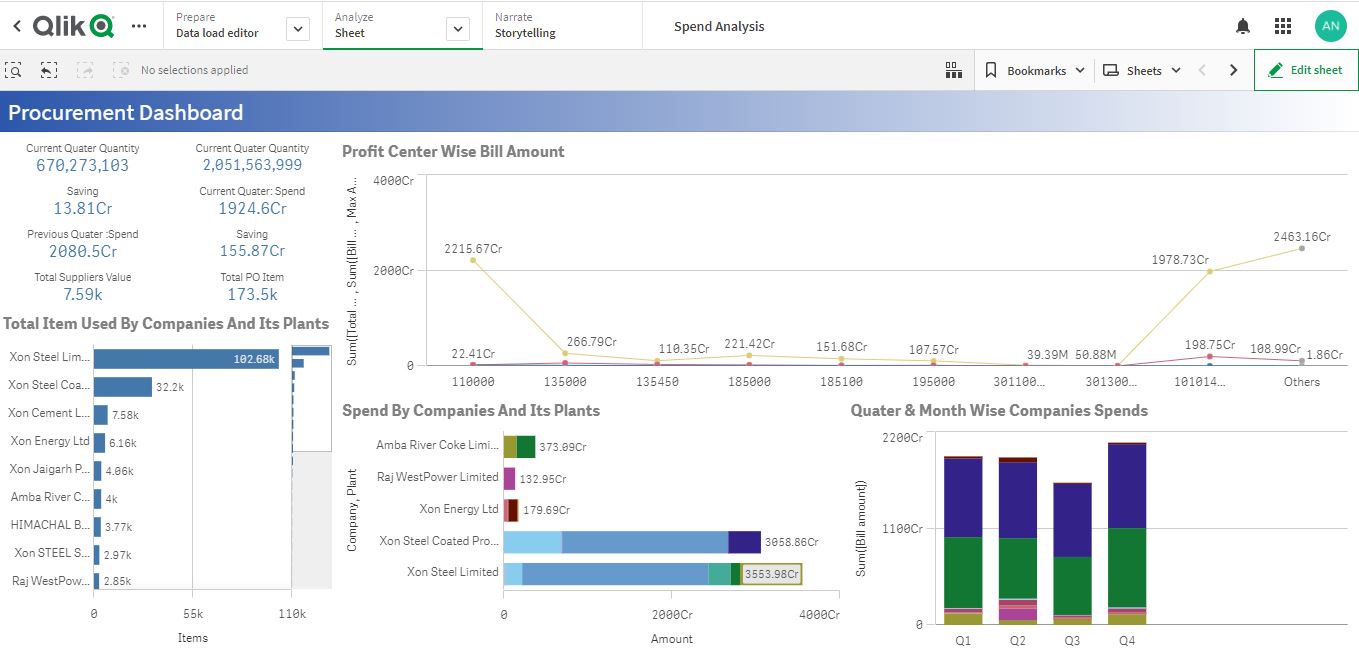 Qlik
Prepare
Data load editor
Analyze
Sheet
Narrate
Storytelling
Spend Analysis
AN
No selections applied
Bookmarks
Sheets
Edit sheet
Procurement Dashboard
Current Quater Quantity
670,273,103
Current Quater Quantity
2,051,563,999
Saving
13.81Cr
Current Quater: Spend
1924.6Cr
Previous Quater :Spend
2080.5Cr
Saving
155.87Cr
Total Suppliers Value
7.59k
Total PO Item
173.5k
Total Item Used By Companies And Its Plants
Xon Steel Lim...
102.68k
Xon Steel Coa...
32.2k
Xon Cement L...
7.58k
Xon Energy Ltd
6.16k
Xon Jaigarh P...
4.06k
Amba River C...
4k
HIMACHAL B...
3.77k
Xon STEEL S...
2.97k
Raj WestPow...
2.85k
0
55k
110k
Items
Profit Center Wise Bill Amount
Sum([Total ... , Sum([Bill ... , Max A...
4000Cr
2000Cr
0
2215.67Cr
22.41Cr
266.79Cr
110.35Cr
221.42Cr
151.68Cr
107.57Cr
39.39M
50.88M
1978.73Cr
198.75Cr
2463.16Cr
108.99Cr
1.86Cr
110000
135000
135450
185000
185100
195000
301100...
301300...
101014...
Others
Spend By Companies And Its Plants
Company, Plant
Amba River Coke Limi...
373.09Cr
Raj WestPower Limited
132.95Cr
Xon Energy Ltd
179.69Cr
Xon Steel Coated Pro...
3058.86Cr
Xon Steel Limited
3553.98Cr
0
2000Cr
4000Cr
Amount
Quater & Month Wise Companies Spends
Sum([Bill amount])
2200Cr
1100Cr
0
Q1
Q2
Q3
Q4